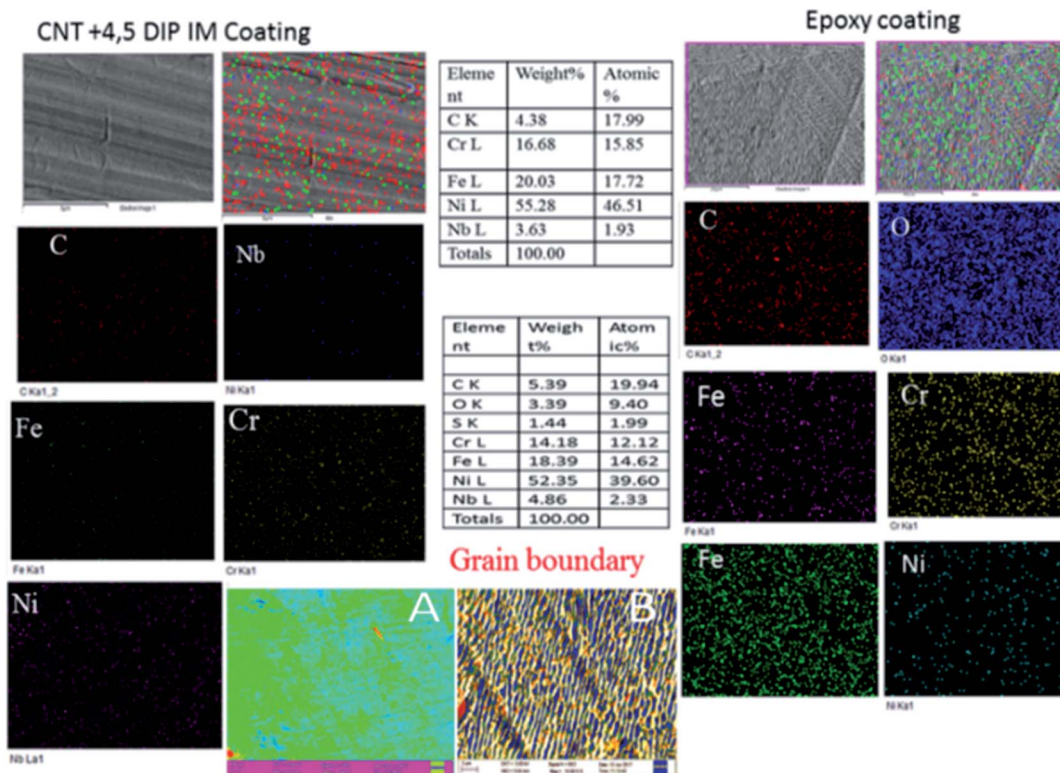 CNT +4,5 DIP IM Coating
Epoxy coating
Eleme
nt
Weight%
Atomic
%
C K 4.38 17.99
Cr L 16.68 15.85
Fe L 20.03 17.72
Ni L 55.28 46.51
Nb L 3.63 1.93
Totals 100.00
C
Nb
C Ka1_2
Ni Ka1
C
O
C Ka1_2
O Ka1
Eleme
nt
Weigh
t%
Atom
ic%
C K 5.39 19.94
O K 3.39 9.40
S K 1.44 1.99
Cr L 14.18 12.12
Fe L 18.39 14.62
Ni L 52.35 39.60
Nb L 4.86 2.33
Totals 100.00
Fe
Cr
Fe Ka1
Cr Ka1
Fe
Cr
Fe Ka1
Cr Ka1
Grain boundary
Ni
A
B
Nb La1
Fe
Ni
Ni Ka1